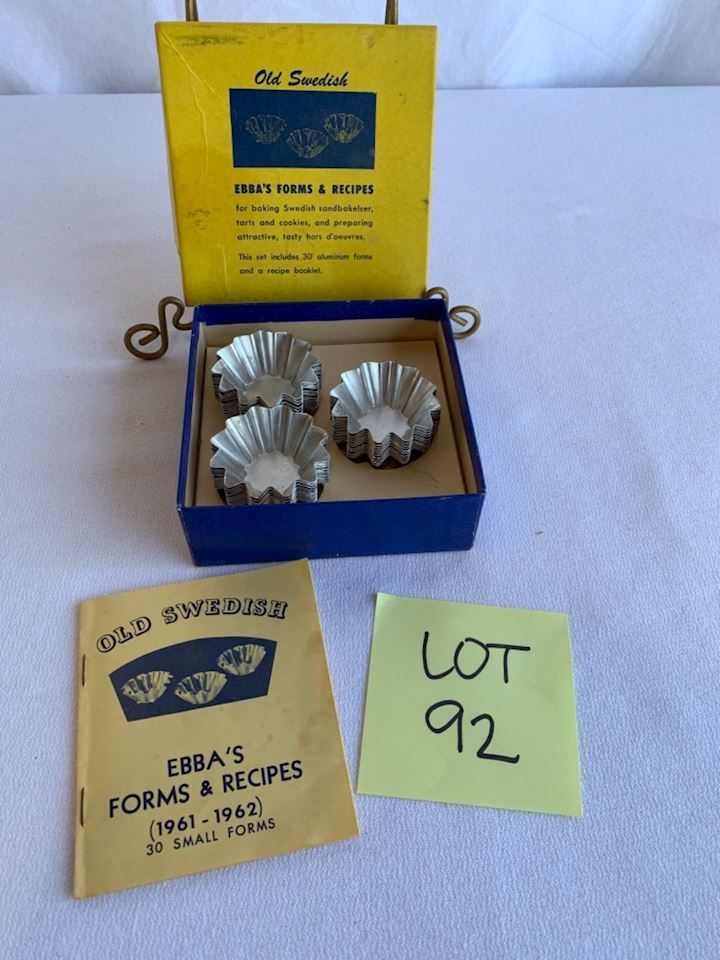 Old Swedish
EBBA'S FORMS & RECIPES
for baking Swedish sandbakelser,
tarts and cookies, and preparing
attractive, tasty hors d'oeuvres.
This set includes 30 aluminum forms
and a recipe booklet.
OLD SWEDISH
EBBA'S
FORMS & RECIPES
(1961-1962)
30 SMALL FORMS
LOT
92